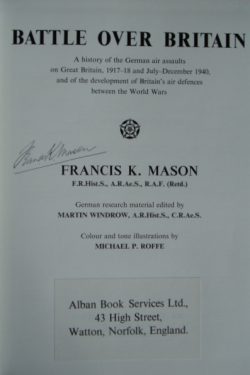 BATTLE OVER BRITAIN
A history of the German air assaults
on Great Britain, 1917-18 and July-December 1940,
and of the development of Britain's air defences
between the World Wars
Francis K Mason
FRANCIS K. MASON
F.R.Hist.S., A.R.Ae.S., R.A.F. (Retd.)
German research material edited by
MARTIN WINDROW, A.R.Hist.S., C.R.Ae.S.
Colour and tone illustrations by
MICHAEL P. ROFFE
Alban Book Services Ltd.,
43 High Street,
Watton, Norfolk, England.